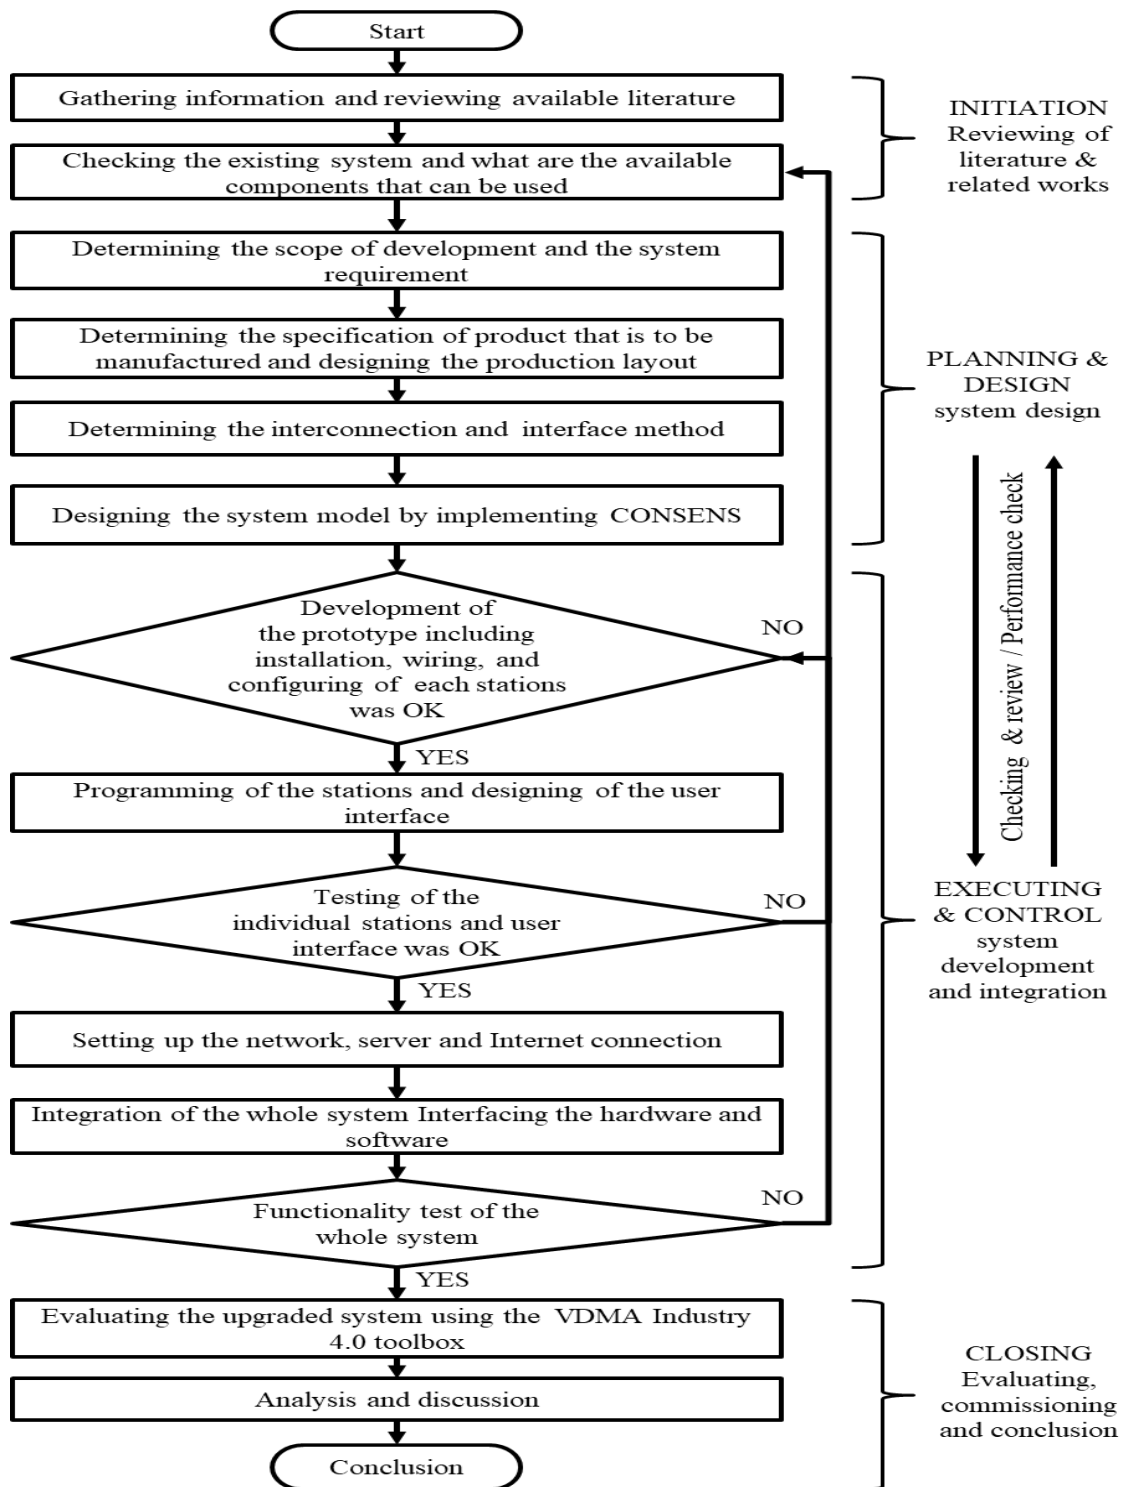 Start
Gathering information and reviewing available literature
Checking the existing system and what are the available
components that can be used
Determining the scope of development and the system
requirement
Determining the specification of product that is to be
manufactured and designing the production layout
Determining the interconnection and interface method
Designing the system model by implementing CONSENS
Development of
the prototype including
installation, wiring, and
configuring of each stations
was OK
NO
YES
Programming of the stations and designing of the user
interface
Testing of the
individual stations and user
interface was OK
NO
YES
Setting up the network, server and Internet connection
Integration of the whole system Interfacing the hardware and
software
Functionality test of the
whole system
NO
YES
Evaluating the upgraded system using the VDMA Industry
4.0 toolbox
Analysis and discussion
Conclusion
INITIATION
Reviewing of
literature &
related works
PLANNING &
DESIGN
system design
Checking & review / Performance check
EXECUTING
& CONTROL
system
development
and integration
CLOSING
Evaluating,
commissioning
and conclusion